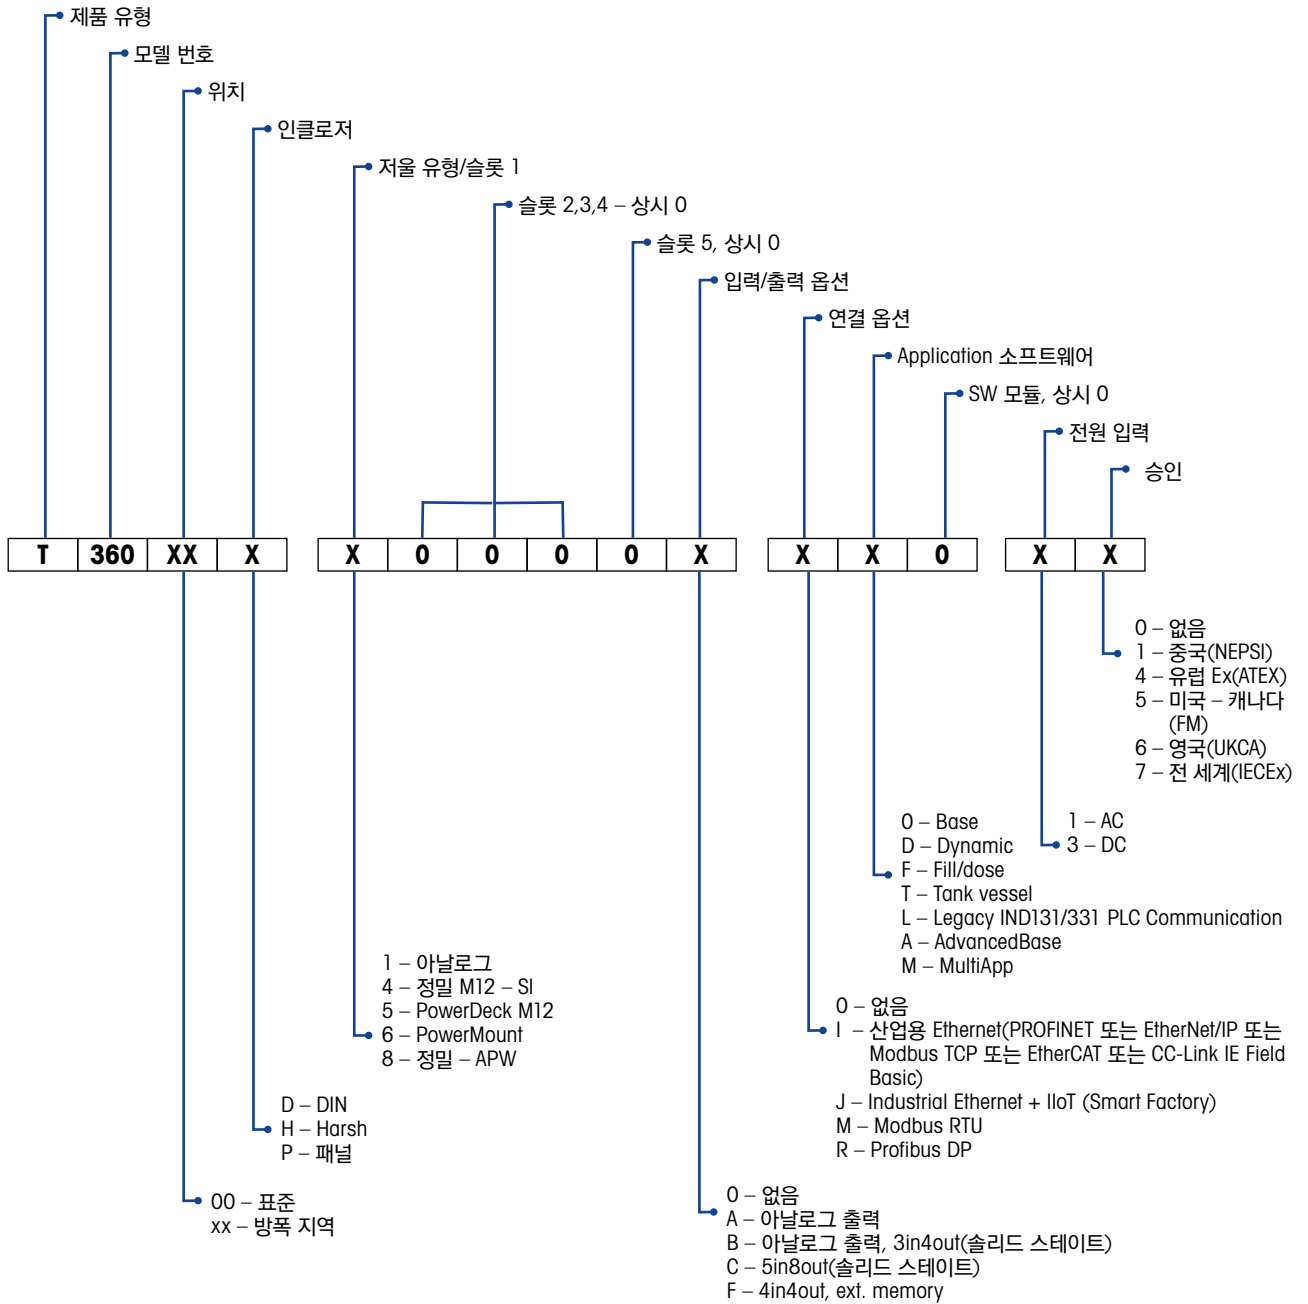 제품 유형
모델 번호
위치
인클로저
저울 유형/슬롯 1
슬롯 2,3,4 – 상시 0
슬롯 5, 상시 0
입력/출력 옵션
연결 옵션
Application 소프트웨어
SW 모듈, 상시 0
전원 입력
승인
T 360 XX X X 0 0 0 0 X X X 0 X X
0 – 없음
1 – 중국(NEPSI)
4 – 유럽 Ex(ATEX)
5 – 미국 – 캐나다
(FM)
6 – 영국(UKCA)
7 – 전 세계(IECEx)
1 – AC
3 – DC
0 – Base
D – Dynamic
F – Fill/dose
T – Tank vessel
L – Legacy IND131/331 PLC Communication
A – AdvancedBase
M – MultiApp
1 – 아날로그
4 – 정밀 M12 – SI
5 – PowerDeck M12
6 – PowerMount
8 – 정밀 – APW
0 – 없음
I – 산업용 Ethernet(PROFINET 또는 EtherNet/IP 또는
Modbus TCP 또는 EtherCAT 또는 CC-Link IE Field
Basic)
J – Industrial Ethernet + IIoT (Smart Factory)
M – Modbus RTU
R – Profibus DP
D – DIN
H – Harsh
P – 패널
00 – 표준
xx – 방폭 지역
0 – 없음
A – 아날로그 출력
B – 아날로그 출력, 3in4out(솔리드 스테이트)
C – 5in8out(솔리드 스테이트)
F – 4in4out, ext. memory